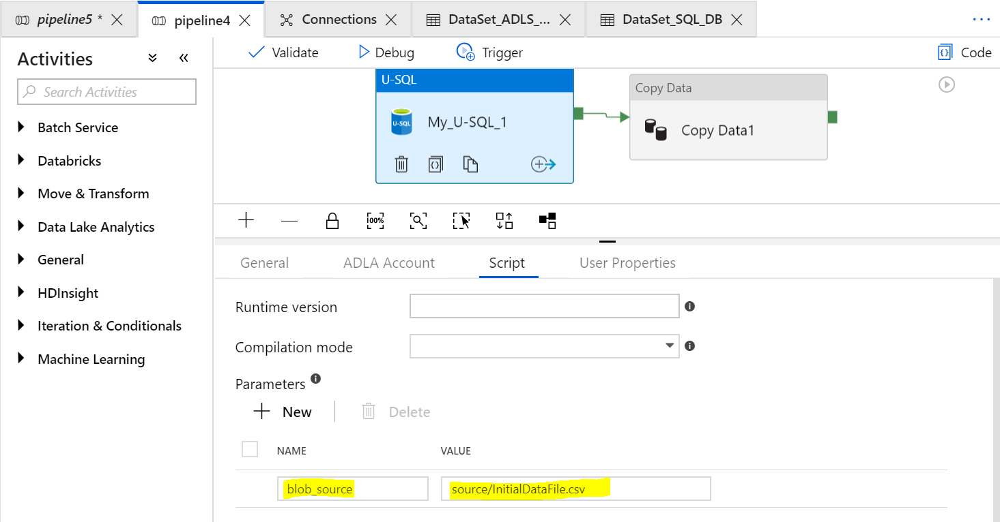 pipeline5 *
pipeline4
Connections
DataSet_ADLS_...
DataSet_SQL_DB
Activities
Search Activities
Batch Service
Databricks
Move & Transform
Data Lake Analytics
General
HDInsight
Iteration & Conditionals
Machine Learning
Validate
Debug
Trigger
Code
U-SQL
U-SQL
My_U-SQL_1
Copy Data
Copy Data1
100%
General
ADLA Account
Script
User Properties
Runtime version
Compilation mode
Parameters
New
Delete
NAME
VALUE
blob_source
source/InitialDataFile.csv